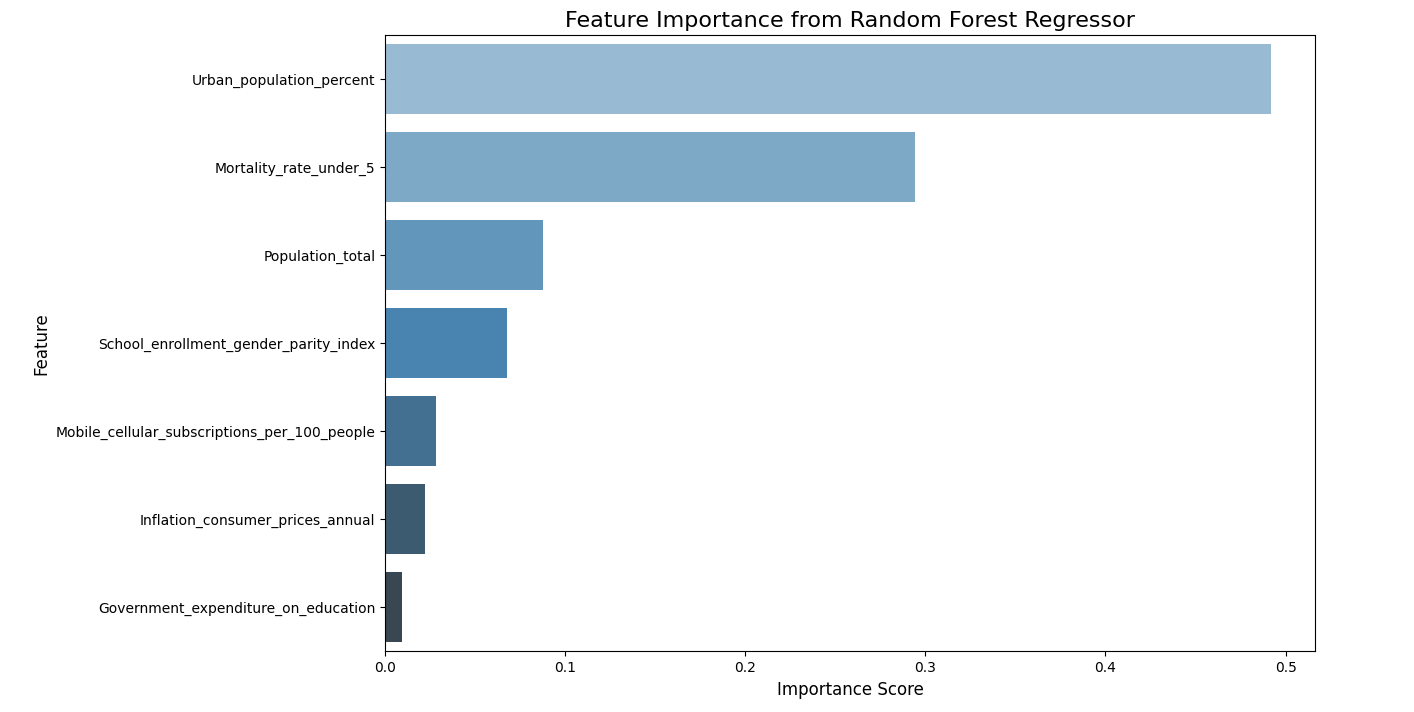 Feature Importance from Random Forest Regressor
Urban_population_percent
Mortality_rate_under_5
Population_total
School_enrollment_gender_parity_index
Mobile_cellular_subscriptions_per_100_people
Inflation_consumer_prices_annual
Government_expenditure_on_education
Feature
0.0 0.1 0.2 0.3 0.4 0.5
Importance Score